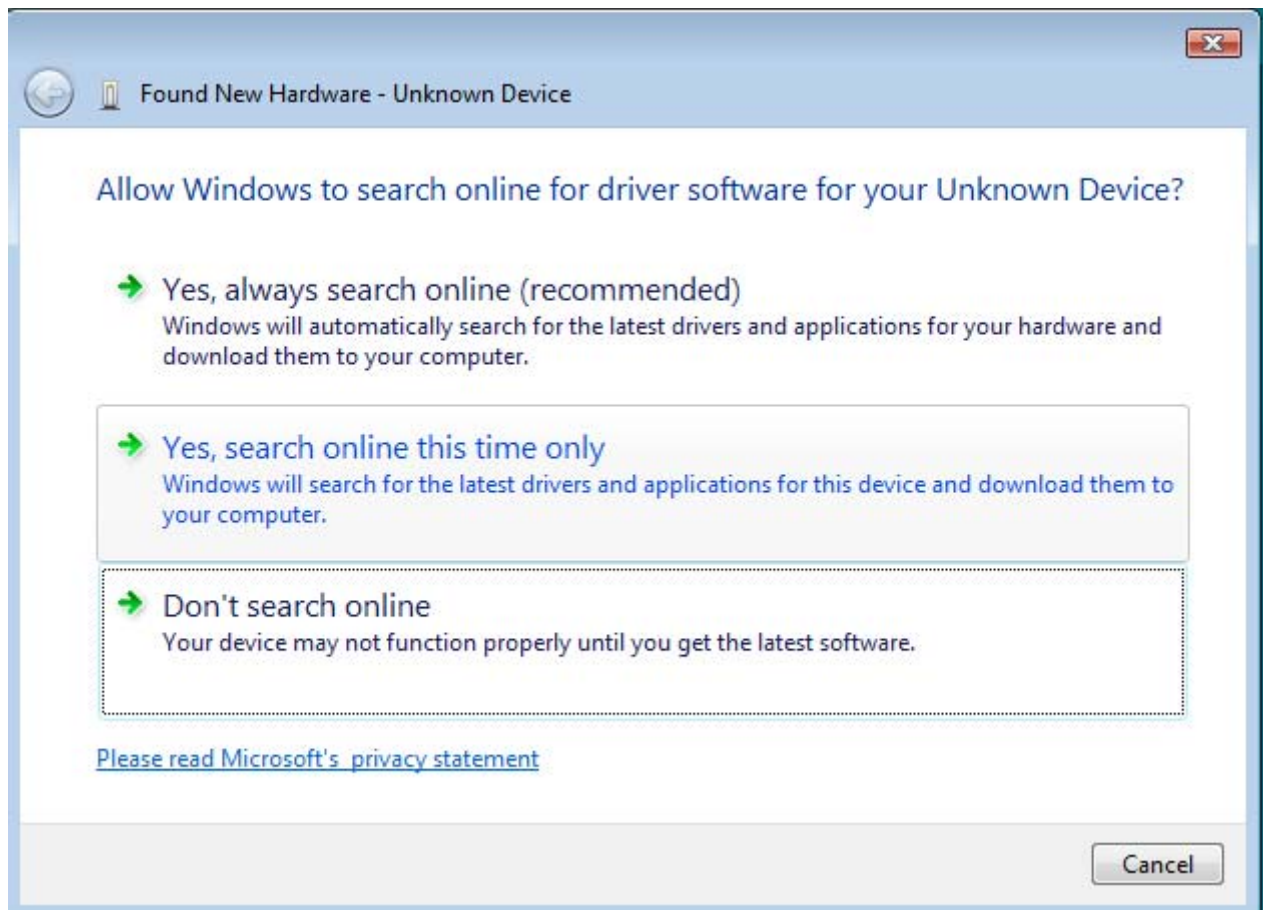 Found New Hardware - Unknown Device
Allow Windows to search online for driver software for your Unknown Device?
Yes, always search online (recommended)
Windows will automatically search for the latest drivers and applications for your hardware and
download them to your computer.
Yes, search online this time only
Windows will search for the latest drivers and applications for this device and download them to
your computer.
Don't search online
Your device may not function properly until you get the latest software.
Please read Microsoft's  privacy statement
Cancel